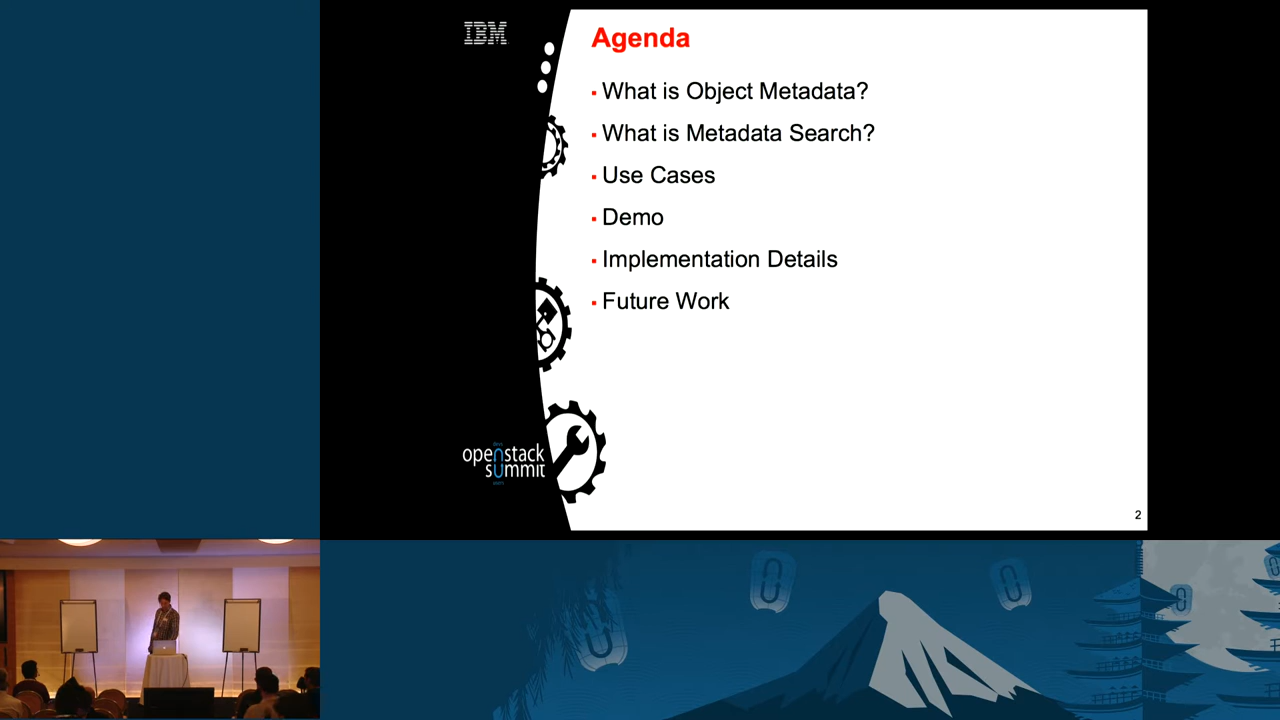 IBM
Agenda
What is Object Metadata?
What is Metadata Search?
Use Cases
Demo
Implementation Details
Future Work
openstack
summit
2